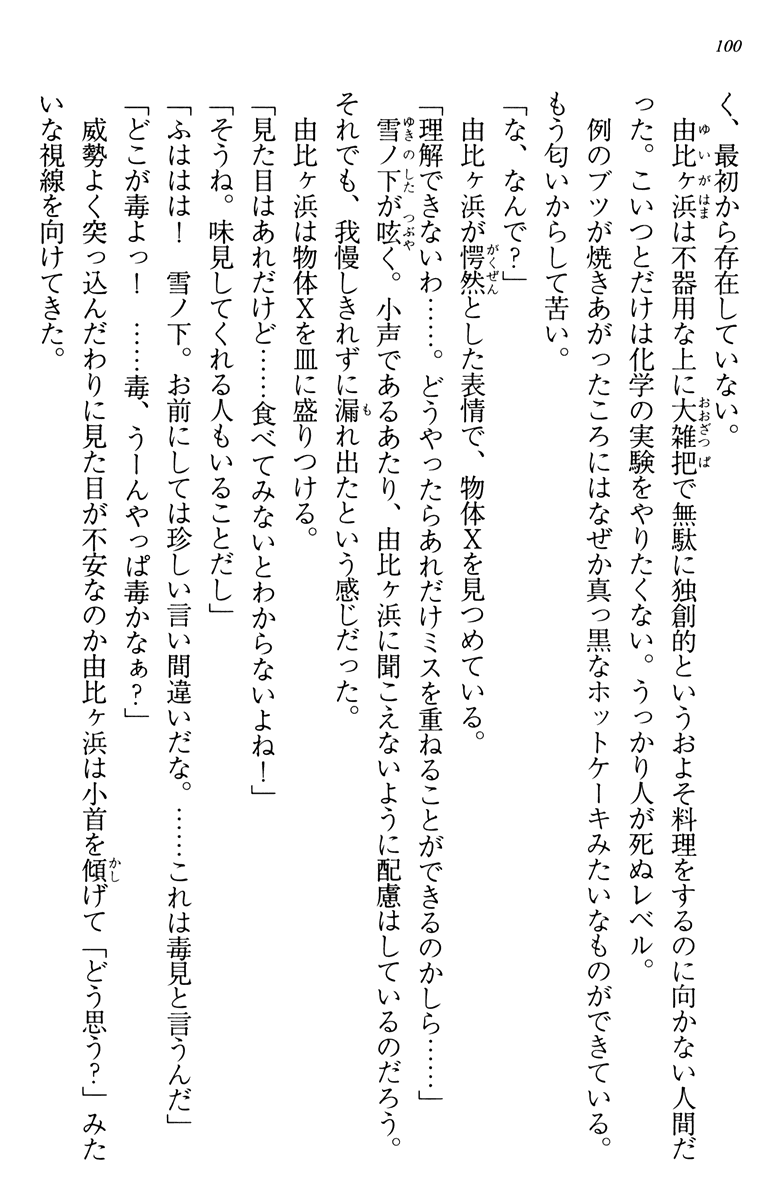 100
く、最初から存在していない。
　由比ヶ浜は不器用な上に大雑把で無駄に独創的というおよそ料理をするのに向かない人間だ
った。こいつとだけは化学の実験をやりたくない。うっかり人が死ぬレベル。
　例のブツが焼きあがったころにはなぜか真っ黒なホットケーキみたいなものができている。
もう匂いからして苦い。
「な、なんで？」
　由比ヶ浜が愕然とした表情で、物体Ｘを見つめている。
「理解できないわ……。どうやったらあれだけミスを重ねることができるのかしら……」
　雪ノ下が呟く。小声であるあたり、由比ヶ浜に聞こえないように配慮はしているのだろう。
それでも、我慢しきれずに漏れ出たという感じだった。
　由比ヶ浜は物体Ｘを皿に盛りつける。
「見た目はあれだけど……食べてみないとわからないよね！」
「そうね。味見してくれる人もいることだし」
「ふははは！　雪ノ下。お前にしては珍しい言い間違いだな。……これは毒見と言うんだ」
「どこが毒よっ！　……毒、うーんやっぱ毒かなぁ？」
　威勢よく突っ込んだわりに見た目が不安なのか由比ヶ浜は小首を傾げて「どう思う？」みた
いな視線を向けてきた。